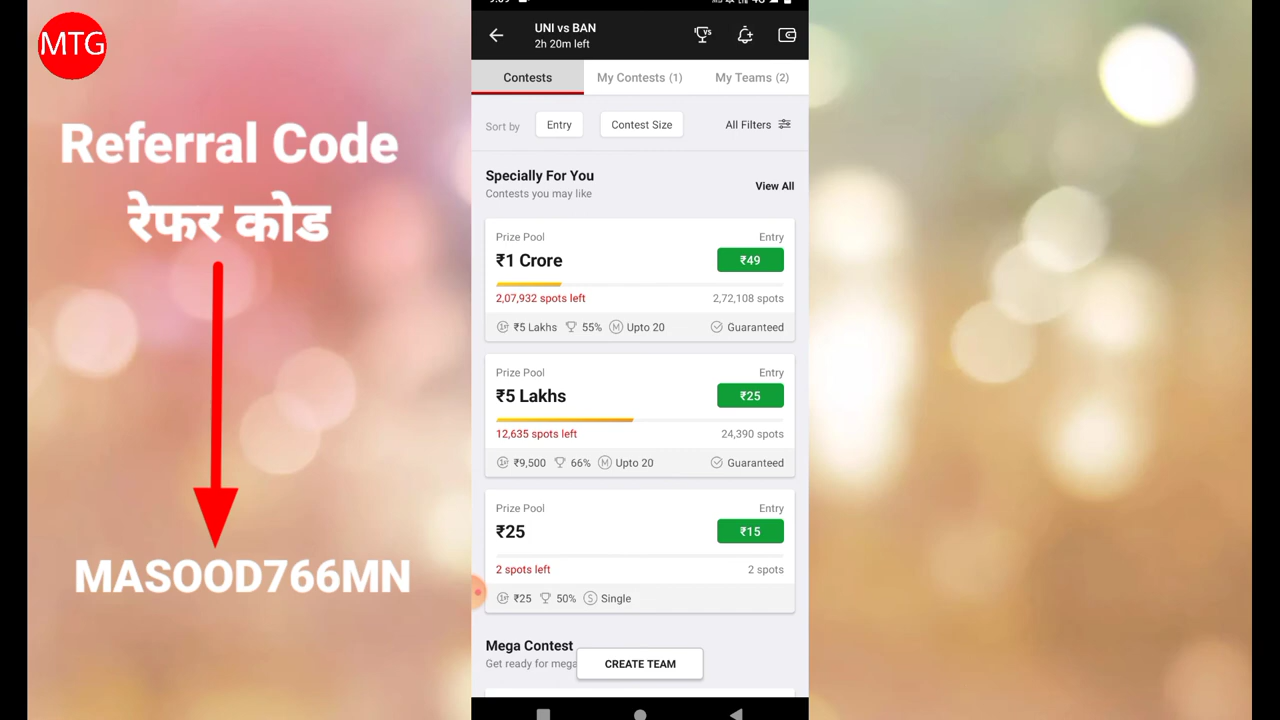 MTG
Referral Code
रेफर कोड
MASOOD766MN
UNI vs BAN
2h 20m left
Contests
My Contests (1)
My Teams (2)
Sort by
Entry
Contest Size
All Filters
Specially For You
Contests you may like
View All
Prize Pool
Entry
₹1 Crore
₹49
2,07,932 spots left
2,72,108 spots
₹5 Lakhs
55%
M
Upto 20
Guaranteed
Prize Pool
Entry
₹5 Lakhs
₹25
12,635 spots left
24,390 spots
₹9,500
66%
M
Upto 20
Guaranteed
Prize Pool
Entry
₹25
₹15
2 spots left
2 spots
₹25
50%
S
Single
Mega Contest
Get ready for mega
CREATE TEAM